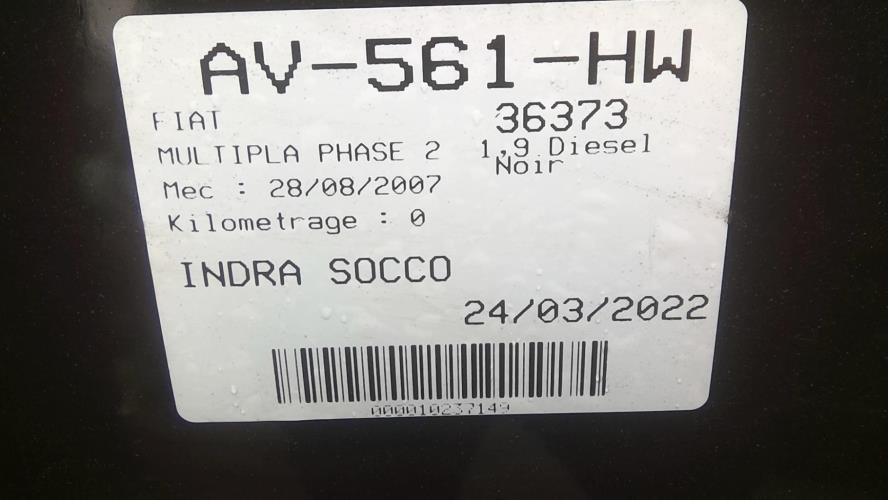 AV-561-HW
FIAT 36373
MULTIPLA PHASE 2 1,9 Diesel
Noir
Mec : 28/08/2007
Kilometrage : 0
INDRA SOCCO
24/03/2022
000010237149